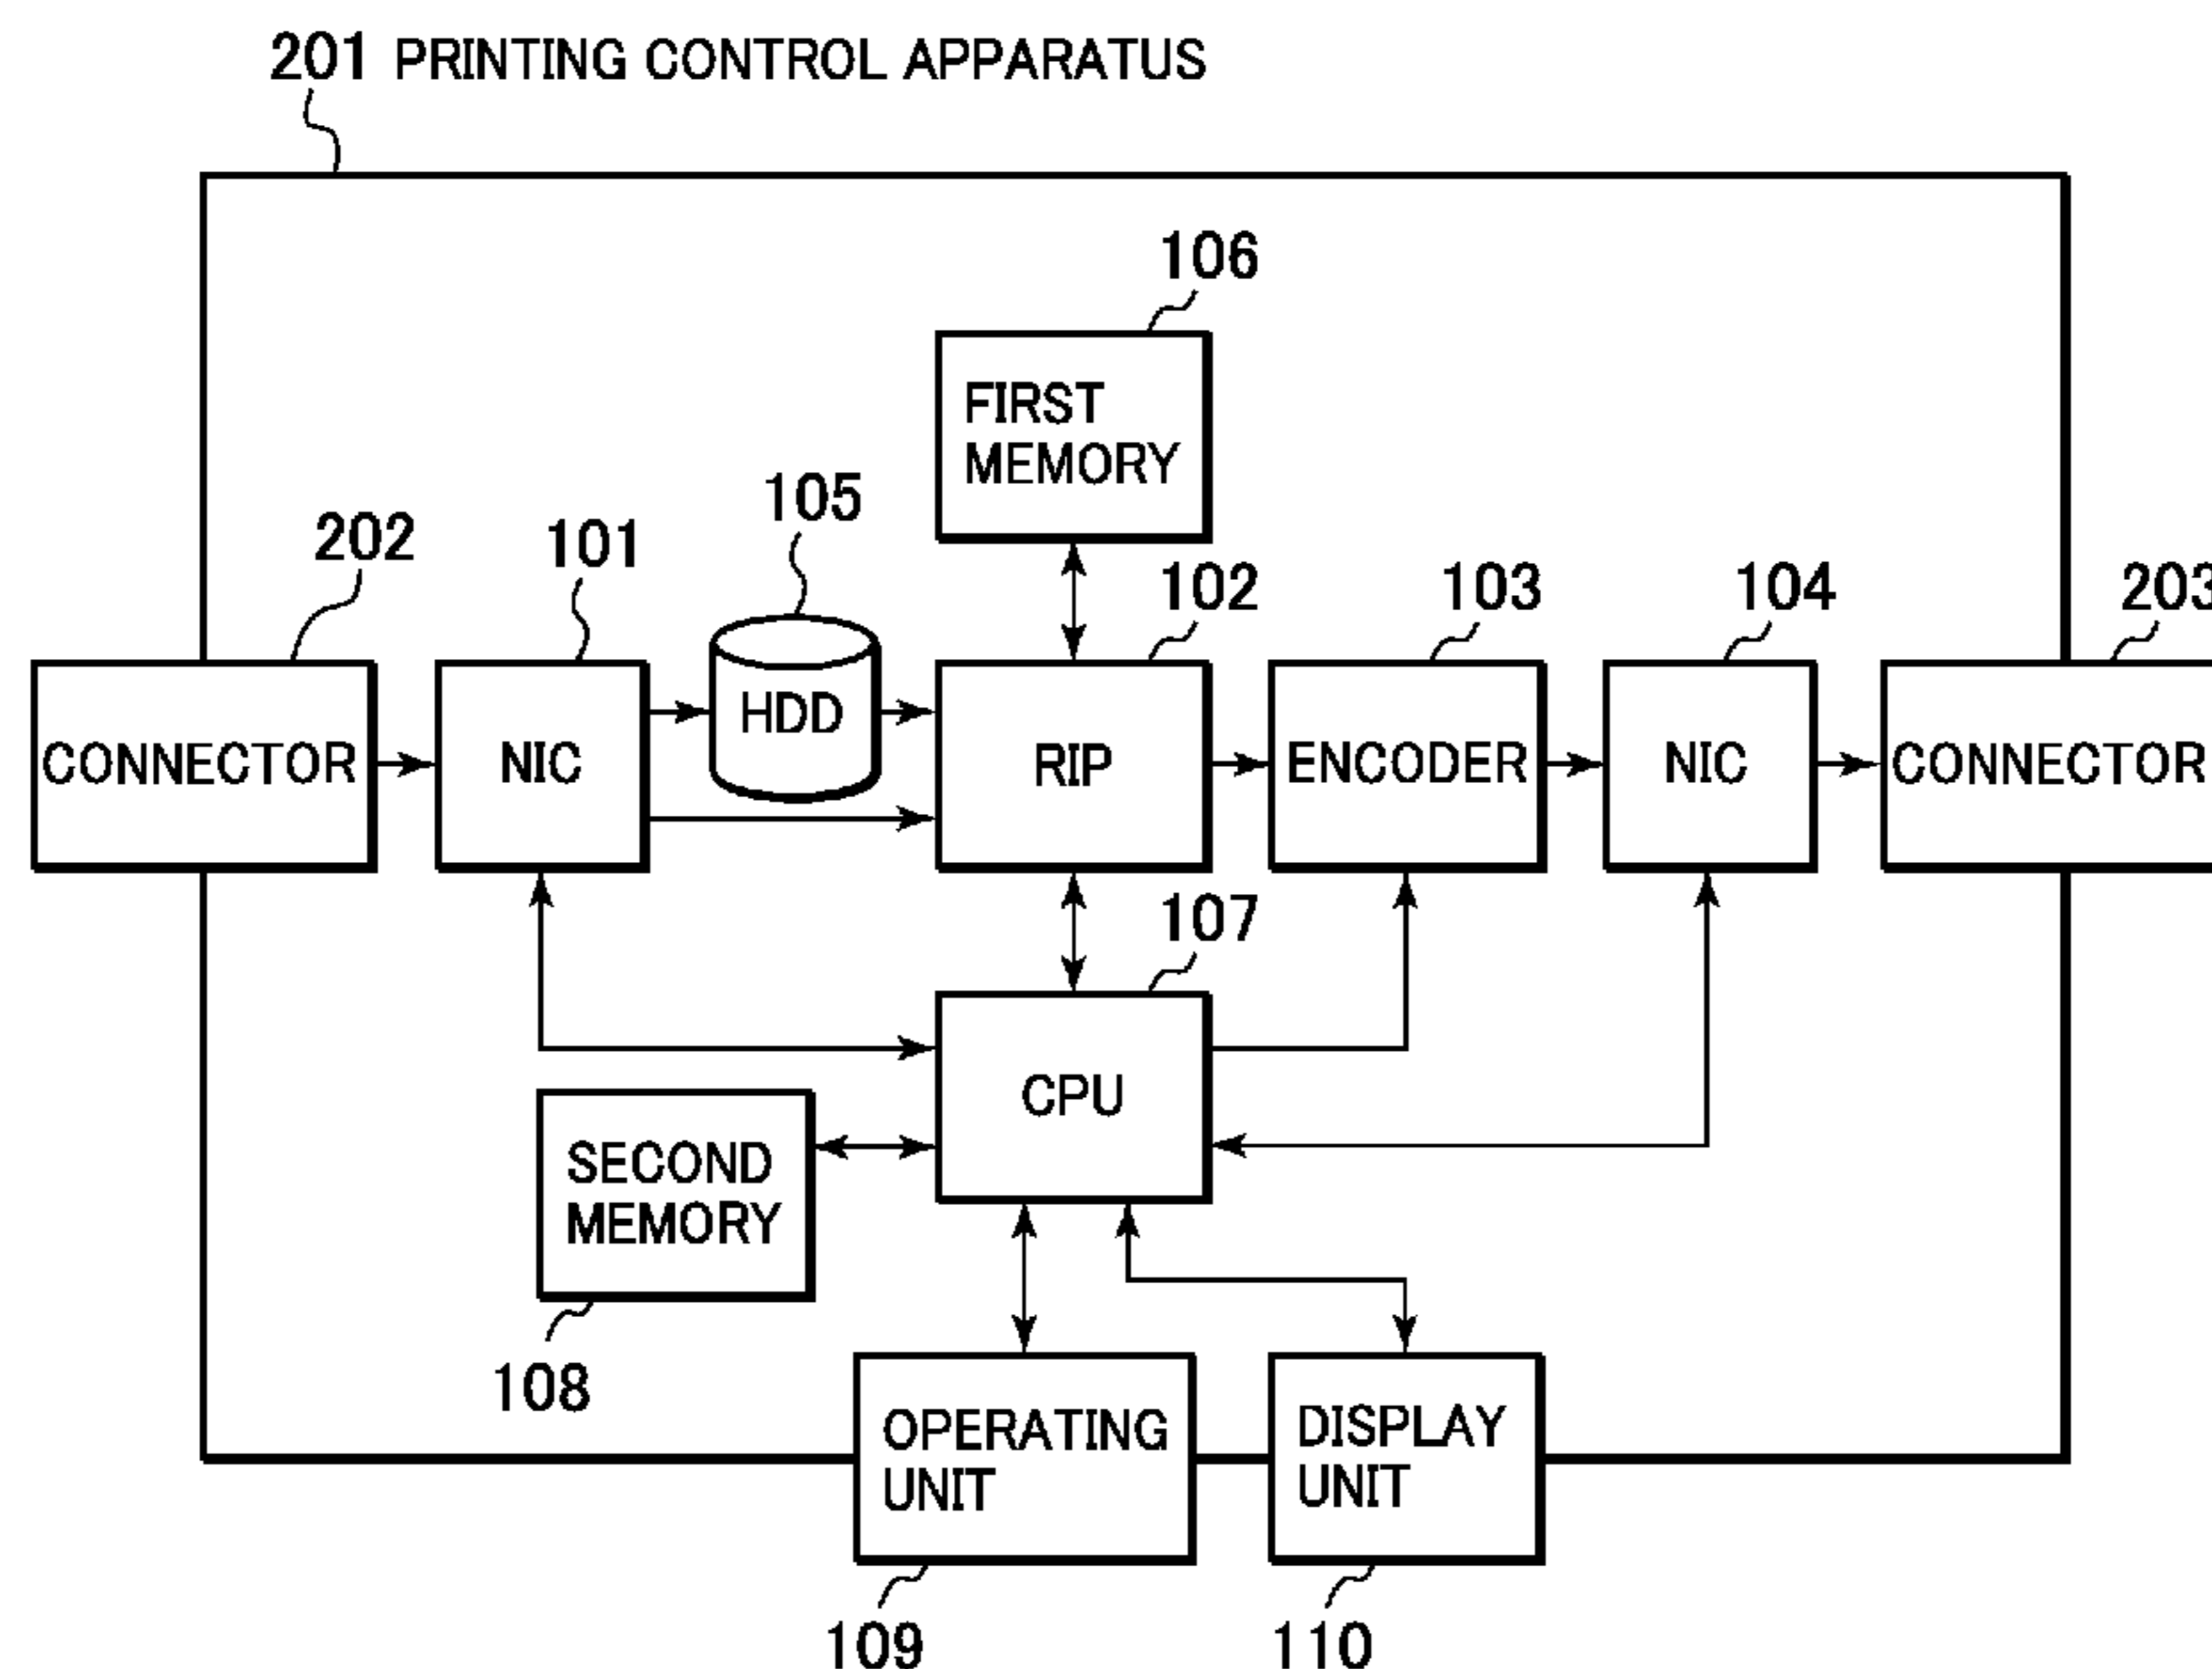 201 PRINTING CONTROL APPARATUS
106
FIRST
MEMORY
105
202
101
102
103
104
203
CONNECTOR
NIC
HDD
RIP
ENCODER
NIC
CONNECTOR
107
CPU
SECOND
MEMORY
108
OPERATING
UNIT
DISPLAY
UNIT
109
110